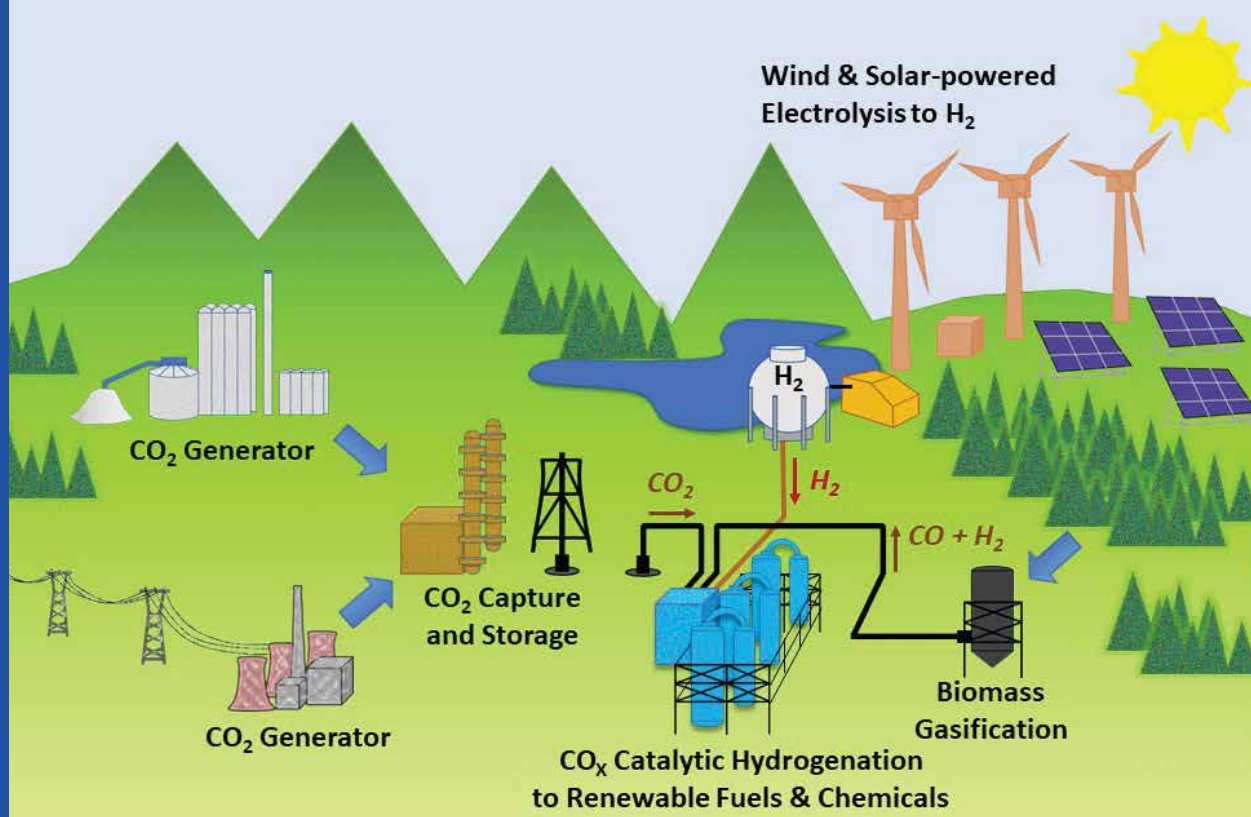 Wind & Solar-powered
Electrolysis to H₂
H₂
CO₂ Generator
CO₂
H₂
CO + H₂
CO₂ Capture
and Storage
CO₂ Generator
Biomass
Gasification
COₓ Catalytic Hydrogenation
to Renewable Fuels & Chemicals